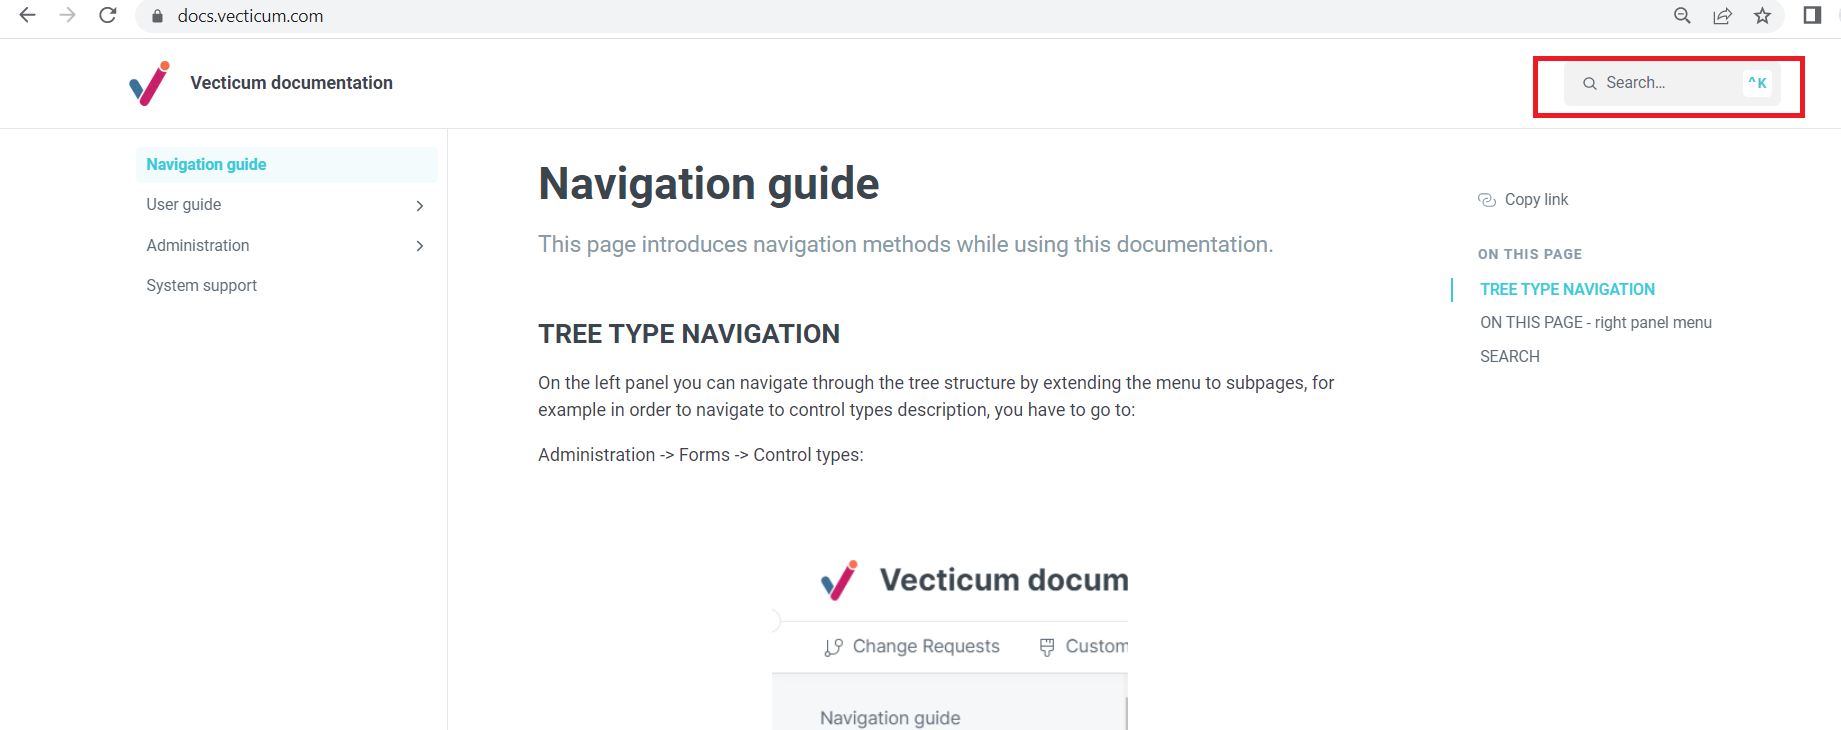 docs.vecticum.com
Vecticum documentation
Search...
^K
Navigation guide
User guide
Administration
System support
Navigation guide
This page introduces navigation methods while using this documentation.
TREE TYPE NAVIGATION
On the left panel you can navigate through the tree structure by extending the menu to subpages, for
example in order to navigate to control types description, you have to go to:
Administration -> Forms -> Control types:
Vecticum docum
Change Requests
Custom
Navigation guide
Copy link
ON THIS PAGE
TREE TYPE NAVIGATION
ON THIS PAGE - right panel menu
SEARCH